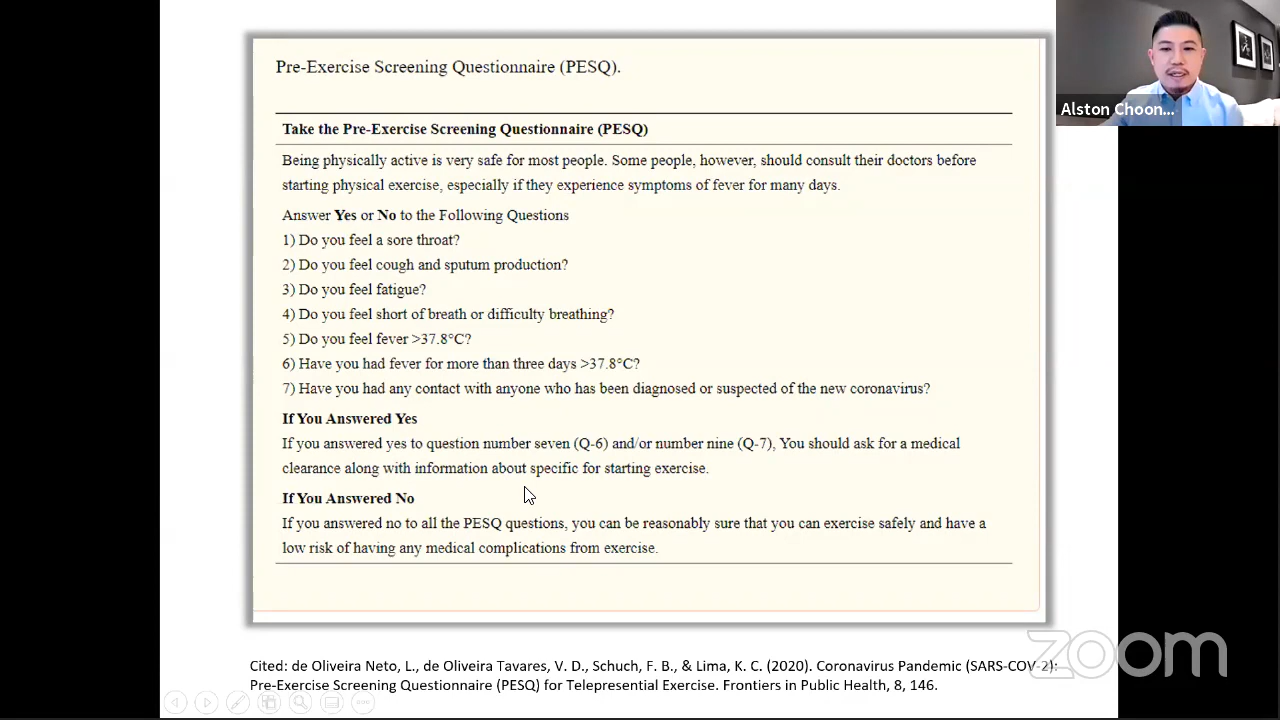 Pre-Exercise Screening Questionnaire (PESQ).
Take the Pre-Exercise Screening Questionnaire (PESQ)
Being physically active is very safe for most people. Some people, however, should consult their doctors before
starting physical exercise, especially if they experience symptoms of fever for many days.
Answer Yes or No to the Following Questions
1) Do you feel a sore throat?
2) Do you feel cough and sputum production?
3) Do you feel fatigue?
4) Do you feel short of breath or difficulty breathing?
5) Do you feel fever >37.8°C?
6) Have you had fever for more than three days >37.8°C?
7) Have you had any contact with anyone who has been diagnosed or suspected of the new coronavirus?
If You Answered Yes
If you answered yes to question number seven (Q-6) and/or number nine (Q-7), You should ask for a medical
clearance along with information about specific for starting exercise.
If You Answered No
If you answered no to all the PESQ questions, you can be reasonably sure that you can exercise safely and have a
low risk of having any medical complications from exercise.
Cited: de Oliveira Neto, L., de Oliveira Tavares, V. D., Schuch, F. B., & Lima, K. C. (2020). Coronavirus Pandemic (SARS-COV-2):
Pre-Exercise Screening Questionnaire (PESQ) for Telepresential Exercise. Frontiers in Public Health, 8, 146.
Alston Choon...
zoom